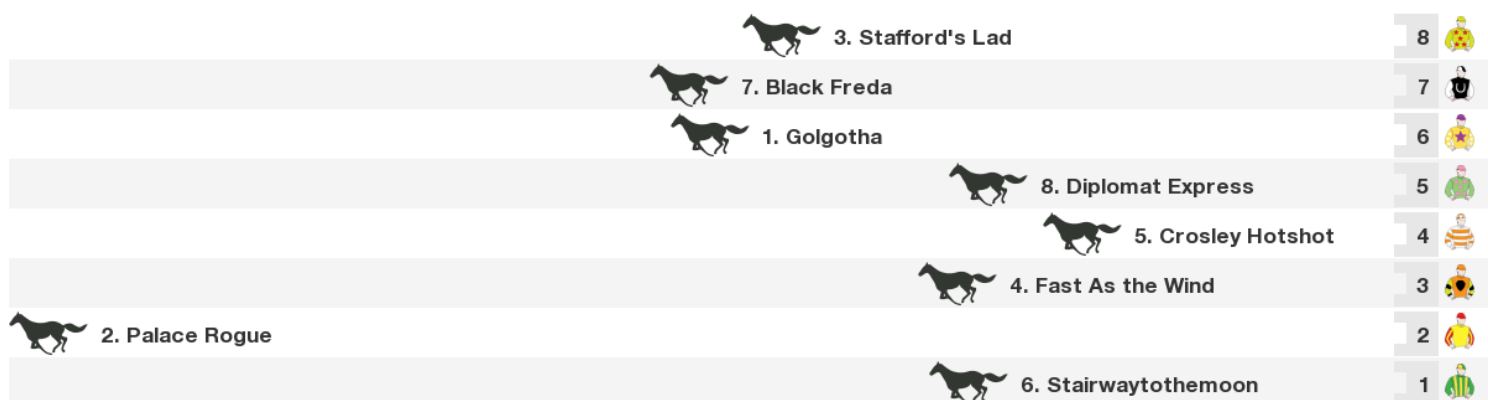 3. Stafford's Lad 8
7. Black Freda 7
1. Golgotha 6
8. Diplomat Express 5
5. Crosley Hotshot 4
4. Fast As the Wind 3
2. Palace Rogue 2
6. Stairwaytothemoon 1